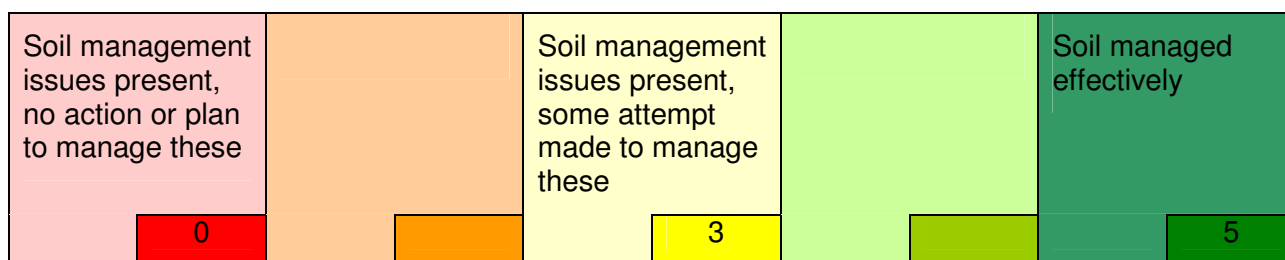 Soil management
issues present,
no action or plan
to manage these
0
Soil management
issues present,
some attempt
made to manage
these
3
Soil managed
effectively
5